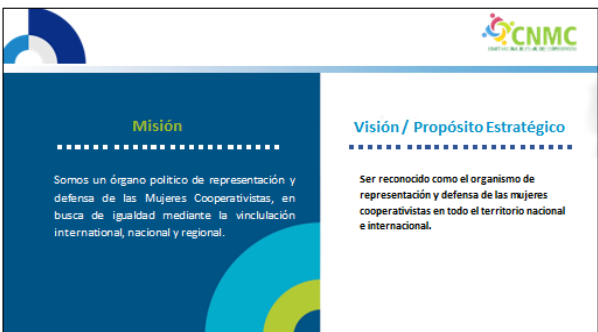 CNMC
Misión
Somos un órgano político de representación y
defensa de las Mujeres Cooperativistas, en
busca de igualdad mediante la vinclulación
international, nacional y regional.
Visión / Propósito Estratégico
Ser reconocido como el organismo de
representación y defensa de las mujeres
cooperativistas en todo el territorio nacional
e internacional.